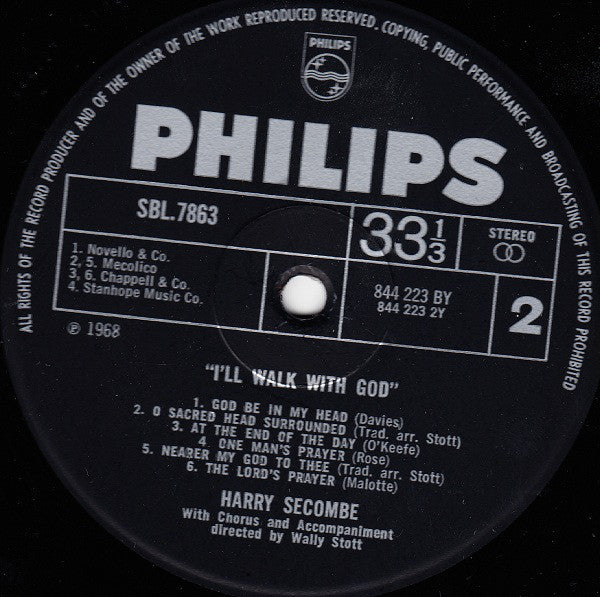 ALL RIGHTS OF THE RECORD PRODUCER AND OF THE OWNER OF THE WORK REPRODUCED RESERVED. COPYING, PUBLIC PERFORMANCE AND BROADCASTING OF THIS RECORD PROHIBITED
PHILIPS
PHILIPS
SBL.7863
33 1/3
STEREO
1. Novello & Co.
2, 5. Mecolico
3, 6. Chappell & Co.
4. Stanhope Music Co.
844 223 BY
844 223 2Y
2
Ⓟ 1968
"I'LL WALK WITH GOD"
1. GOD BE IN MY HEAD (Davies)
2. O SACRED HEAD SURROUNDED (Trad. arr. Stott)
3. AT THE END OF THE DAY (O'Keefe)
4. ONE MAN'S PRAYER (Rose)
5. NEARER MY GOD TO THEE (Trad. arr. Stott)
6. THE LORD'S PRAYER (Malotte)
HARRY SECOMBE
With Chorus and Accompaniment
directed by Wally Stott